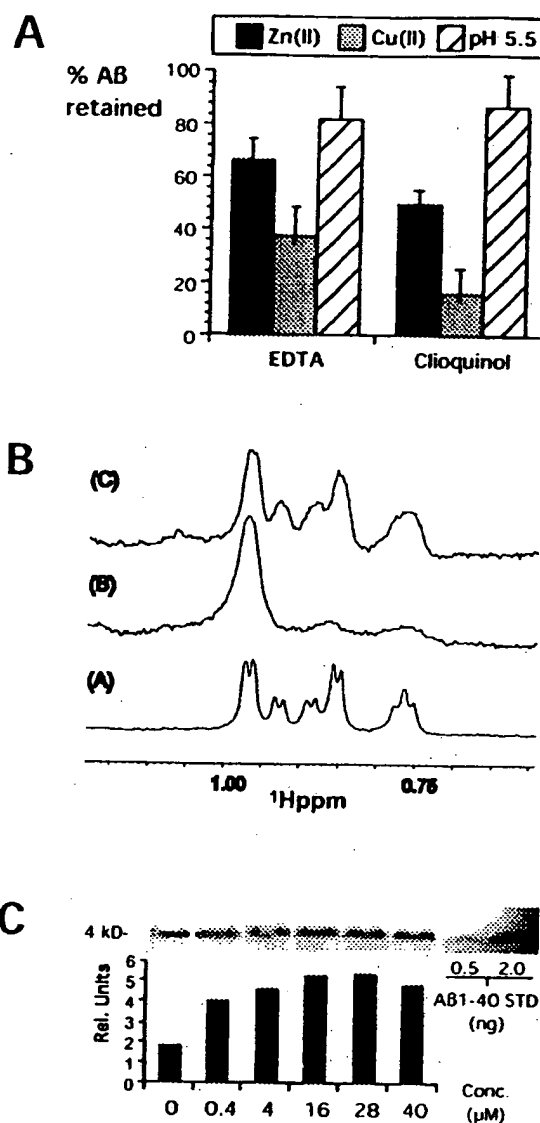 A
Zn(II) Cu(II) pH 5.5
% Aß
retained
100
80
60
40
20
0
EDTA Clioquinol
B
(C)
(B)
(A)
1.00 0.75
¹Hppm
C
4 kD-
0.5 2.0
Aß1-40 STD
(ng)
Rel. Units
6
5
4
3
2
1
0
0 0.4 4 16 28 40
Conc.
(µM)